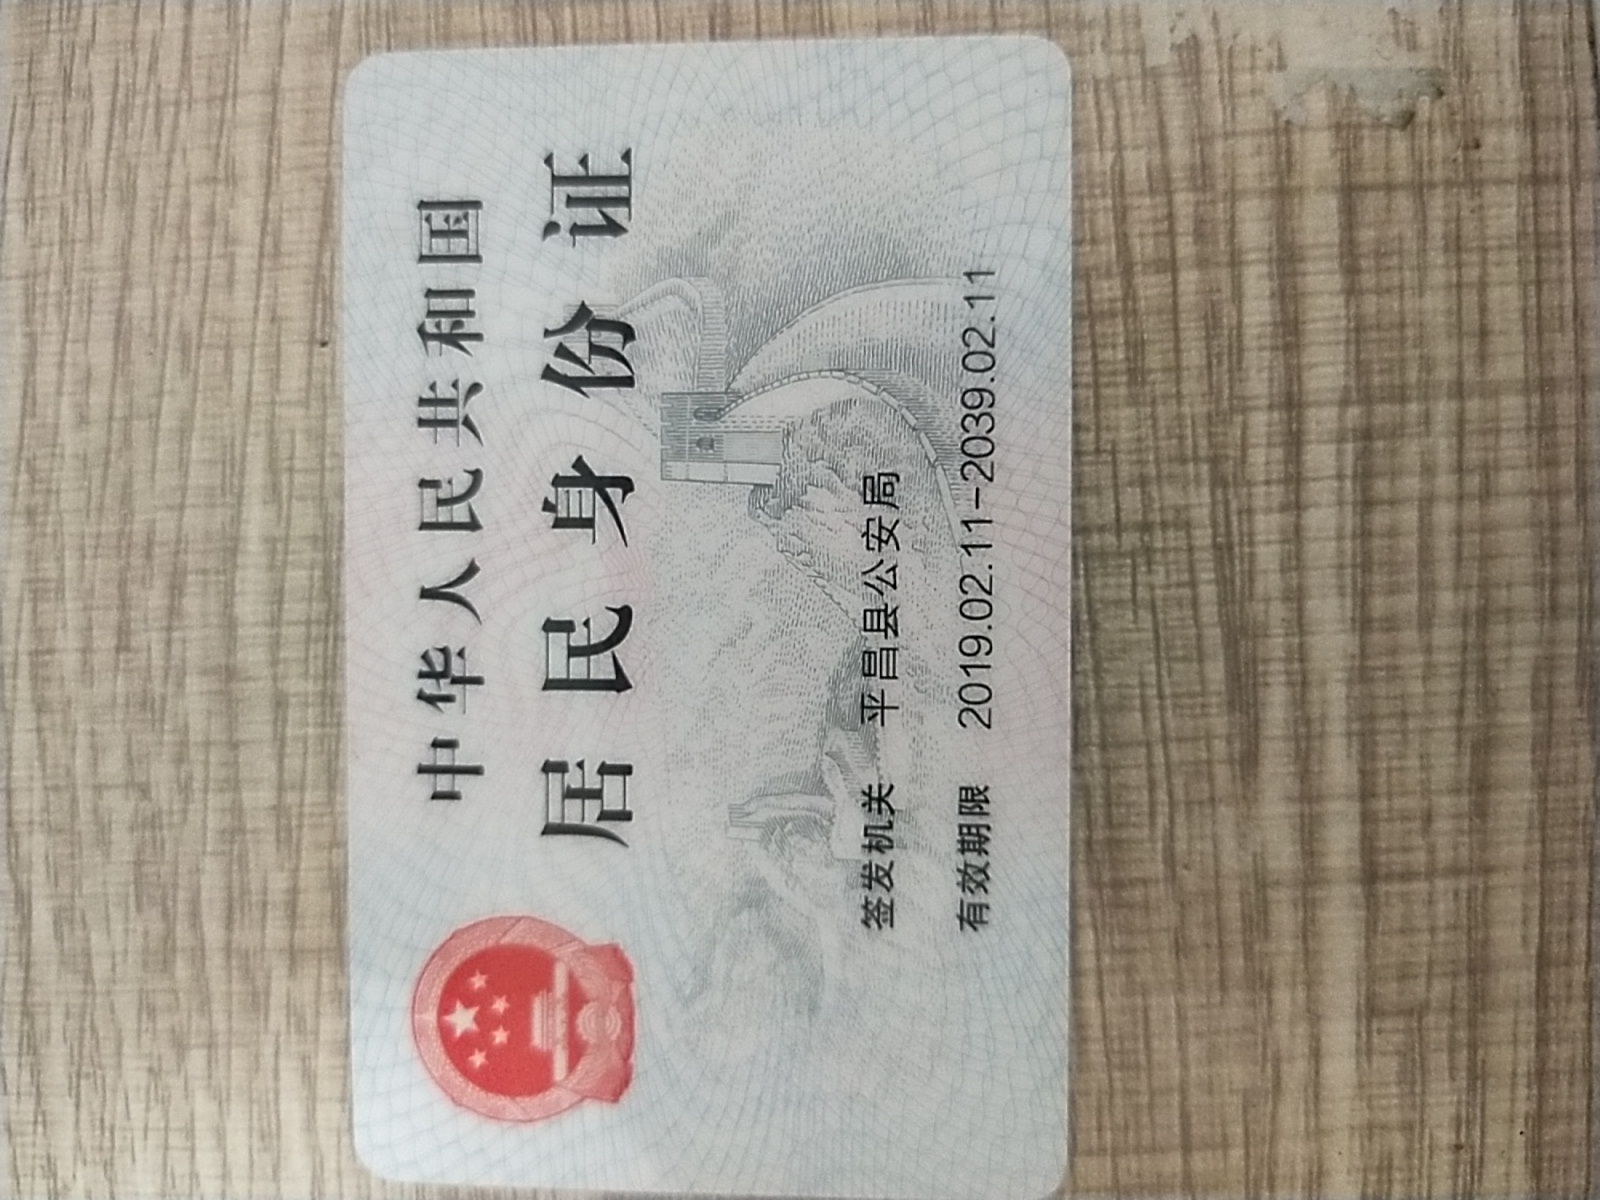 中华人民共和国
居民身份证
签发机关 平昌县公安局
有效期限 2019.02.11-2039.02.11